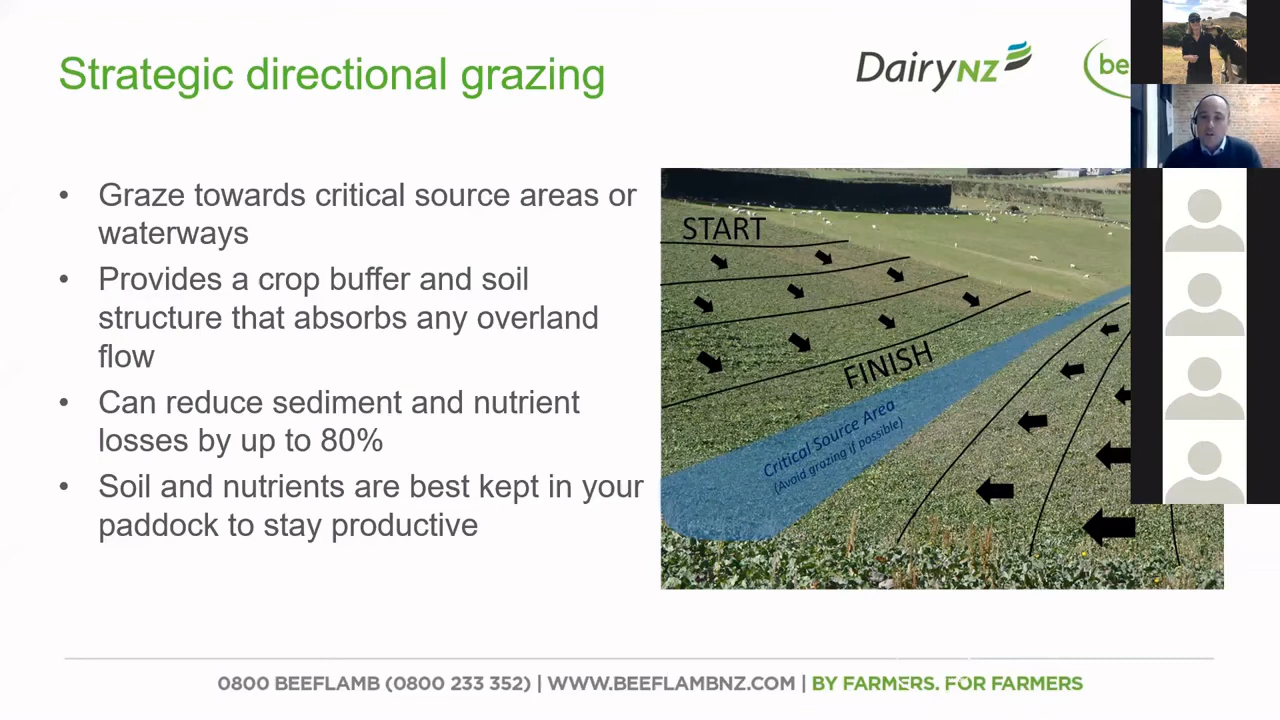 Strategic directional grazing
DairyNZ
be
• Graze towards critical source areas or
waterways
• Provides a crop buffer and soil
structure that absorbs any overland
flow
• Can reduce sediment and nutrient
losses by up to 80%
• Soil and nutrients are best kept in your
paddock to stay productive
START
FINISH
Critical Source Area
(Avoid grazing if possible)
0800 BEEFLAMB (0800 233 352) | WWW.BEEFLAMBNZ.COM | BY FARMERS. FOR FARMERS